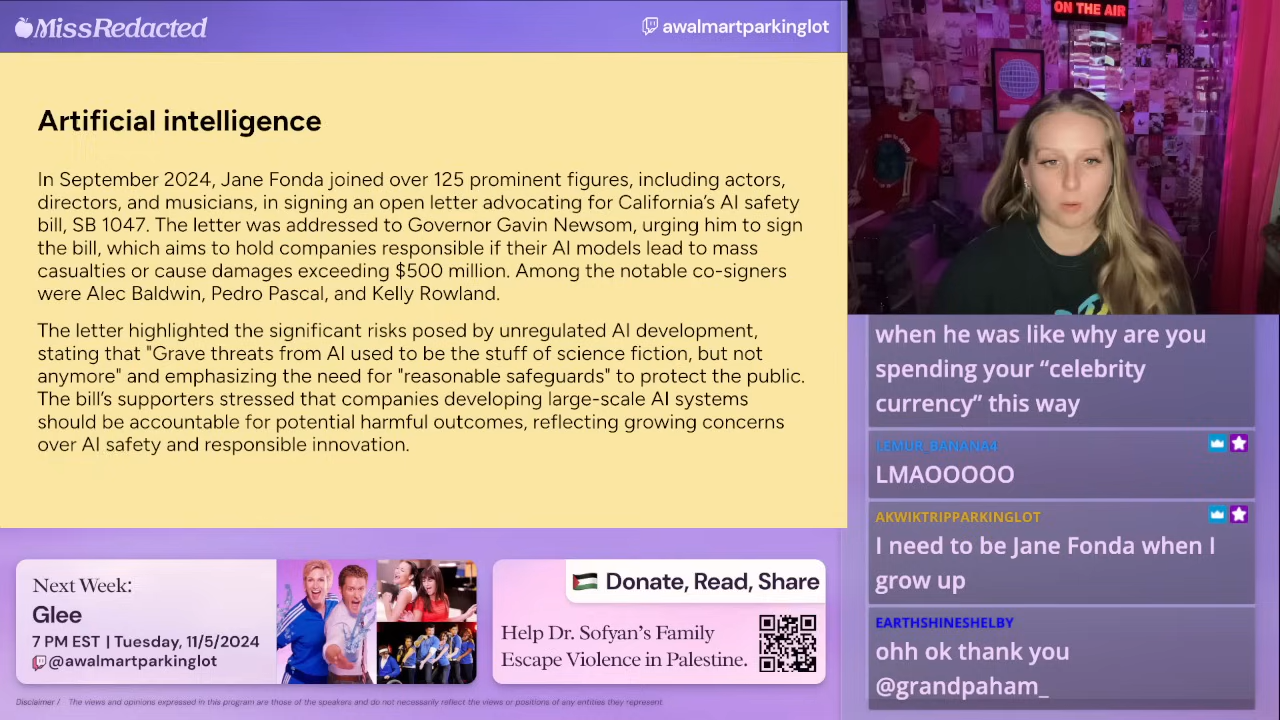 MissRedacted
awalmartparkinglot
ON THE AIR
Artificial intelligence
In September 2024, Jane Fonda joined over 125 prominent figures, including actors,
directors, and musicians, in signing an open letter advocating for California's AI safety
bill, SB 1047. The letter was addressed to Governor Gavin Newsom, urging him to sign
the bill, which aims to hold companies responsible if their AI models lead to mass
casualties or cause damages exceeding $500 million. Among the notable co-signers
were Alec Baldwin, Pedro Pascal, and Kelly Rowland.
The letter highlighted the significant risks posed by unregulated AI development,
stating that "Grave threats from AI used to be the stuff of science fiction, but not
anymore" and emphasizing the need for "reasonable safeguards" to protect the public.
The bill's supporters stressed that companies developing large-scale AI systems
should be accountable for potential harmful outcomes, reflecting growing concerns
over AI safety and responsible innovation.
when he was like why are you
spending your “celebrity
currency” this way
LEMUR_BANANA4
LMAOOOOO
AKWIKTRIPPARKINGLOT
I need to be Jane Fonda when I
grow up
EARTHSHINESHELBY
ohh ok thank you
@grandpaham_
Next Week:
Glee
7 PM EST | Tuesday, 11/5/2024
@awalmartparkinglot
Donate, Read, Share
Help Dr. Sofyan's Family
Escape Violence in Palestine.
Disclaimer / The views and opinions expressed in this program are those of the speakers and do not necessarily reflect the views or positions of any entities they represent